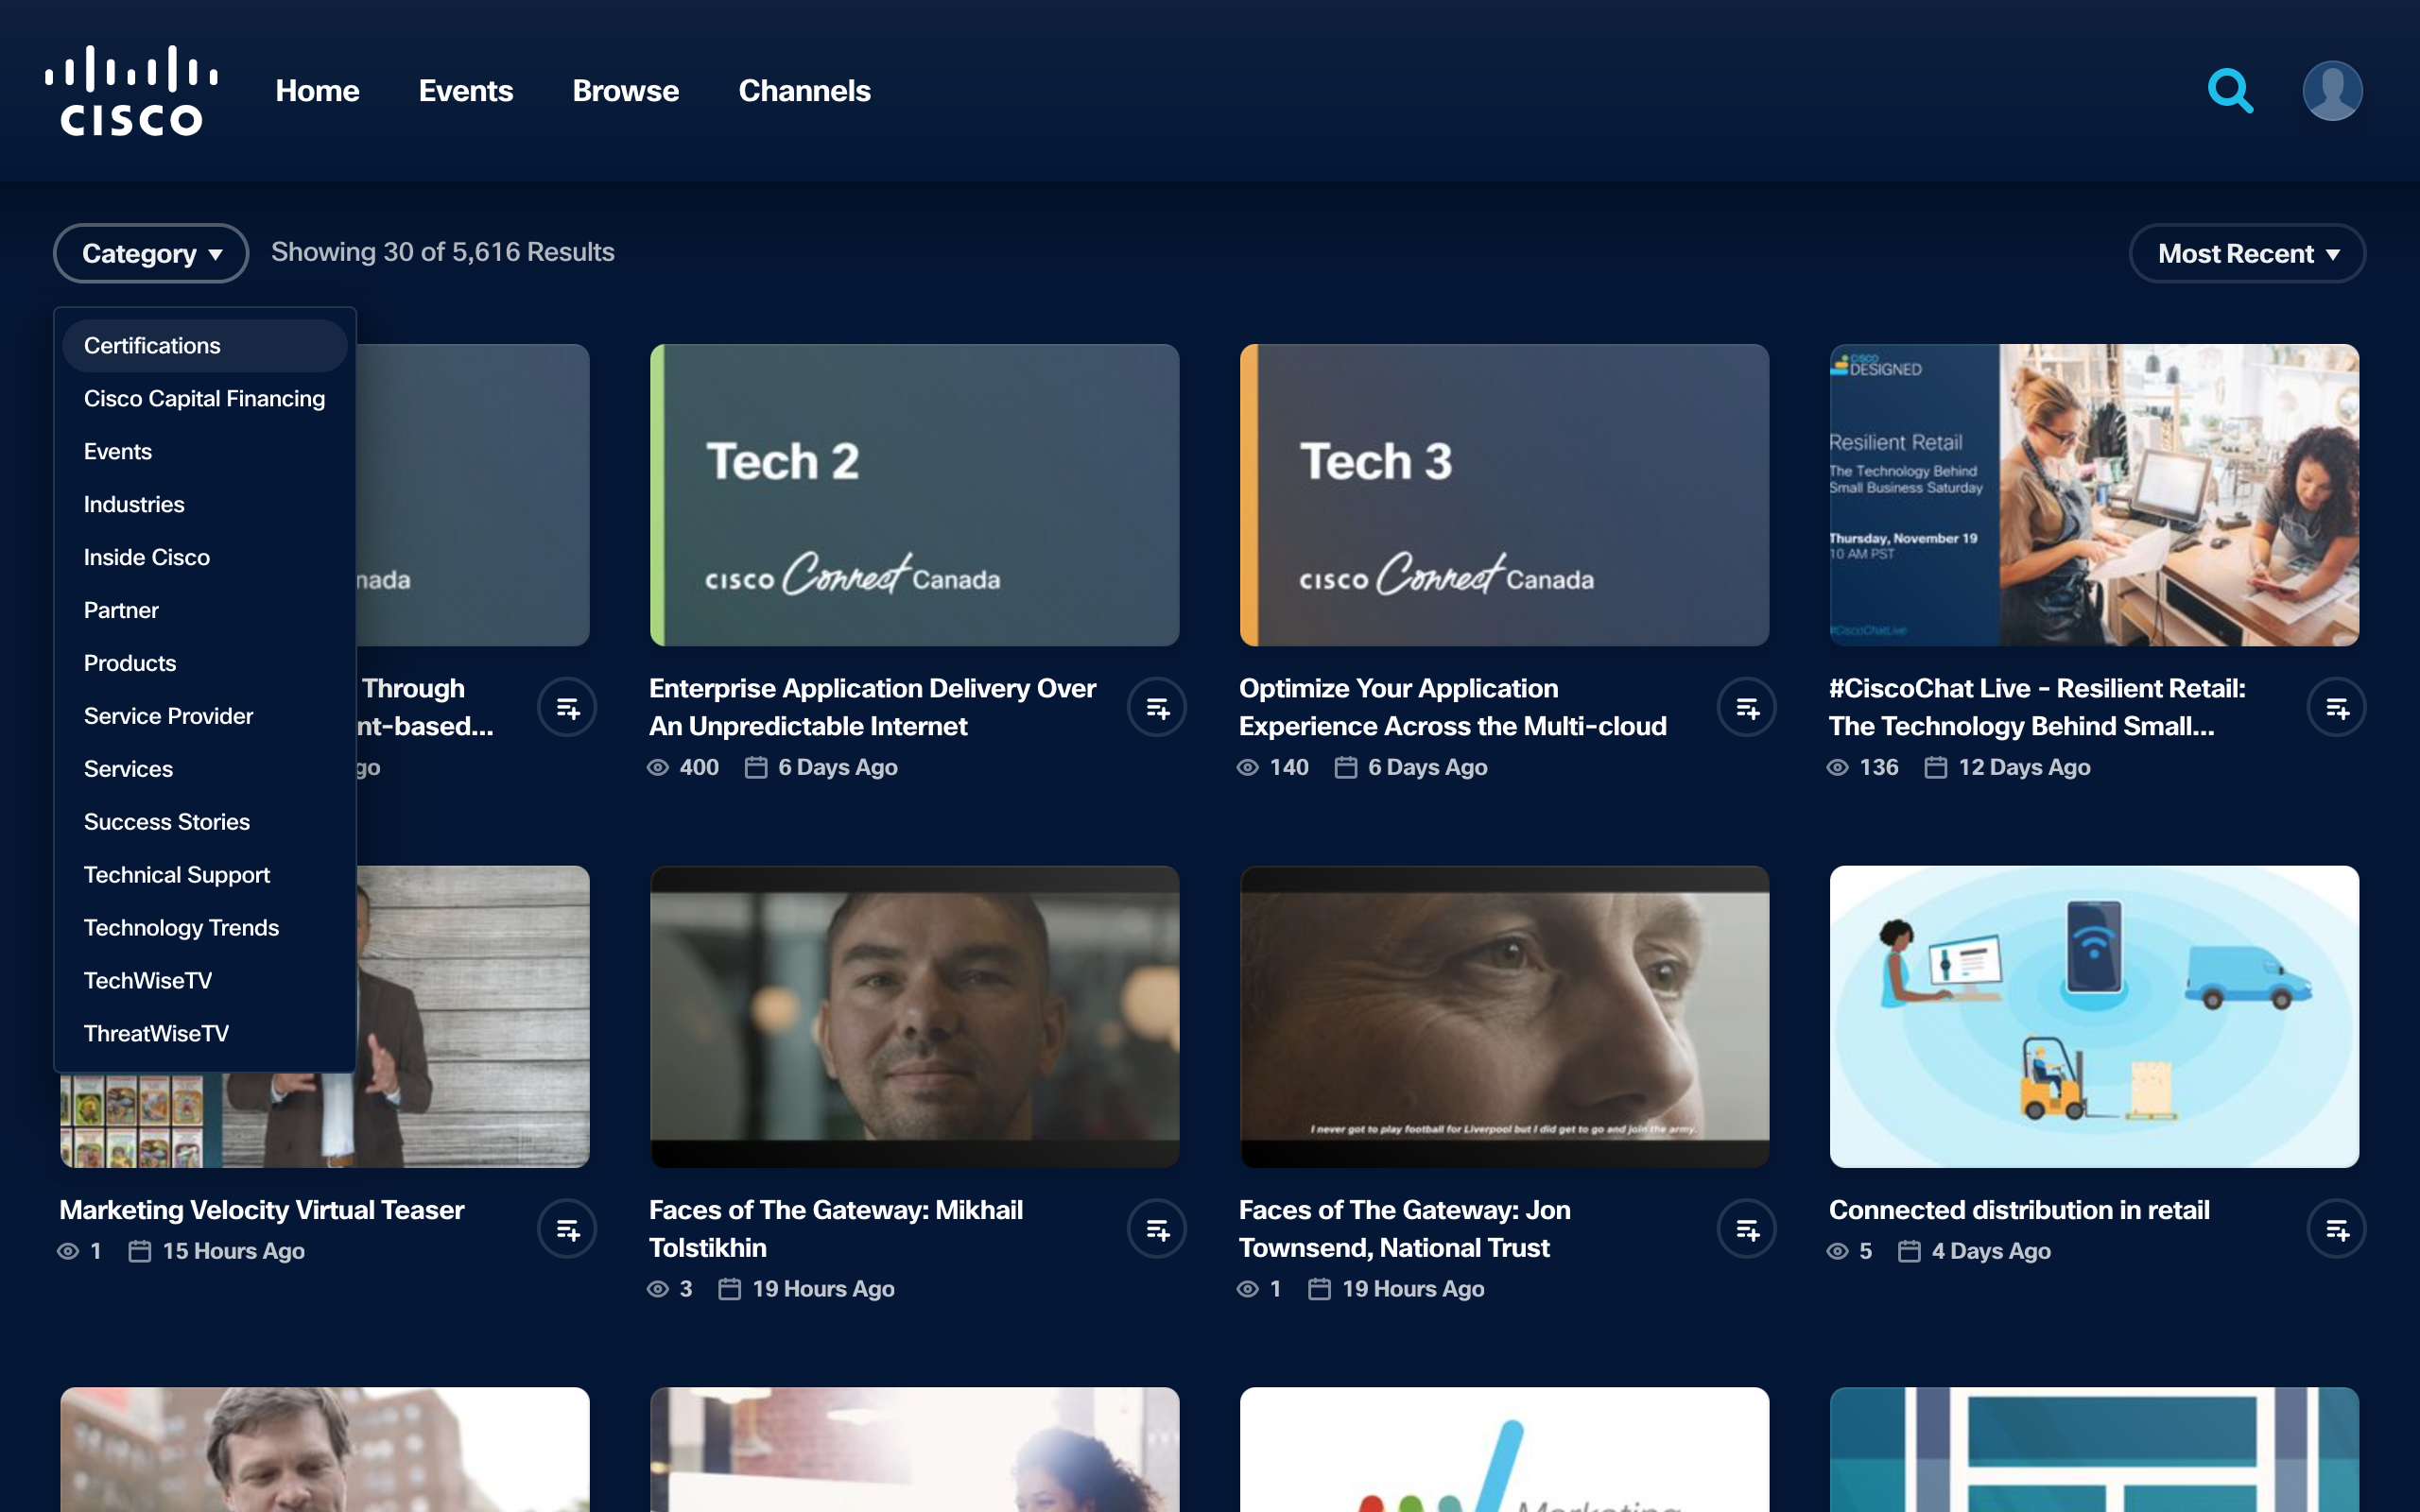 CISCO
Home
Events
Browse
Channels
Category
Showing 30 of 5,616 Results
Most Recent
Certifications
Cisco Capital Financing
Events
Industries
Inside Cisco
Partner
Products
Service Provider
Services
Success Stories
Technical Support
Technology Trends
TechWiseTV
ThreatWiseTV
nada
Through
nt-based...
go
Tech 2
CISCO Connect Canada
Enterprise Application Delivery Over
An Unpredictable Internet
400 6 Days Ago
Tech 3
CISCO Connect Canada
Optimize Your Application
Experience Across the Multi-cloud
140 6 Days Ago
CISCO
DESIGNED
Resilient Retail
The Technology Behind
Small Business Saturday
Thursday, November 19
10 AM PST
#CiscoChatLive
#CiscoChat Live - Resilient Retail:
The Technology Behind Small...
136 12 Days Ago
Marketing Velocity Virtual Teaser
1 15 Hours Ago
Faces of The Gateway: Mikhail
Tolstikhin
3 19 Hours Ago
I never got to play football for Liverpool but I did get to go and join the army.
Faces of The Gateway: Jon
Townsend, National Trust
1 19 Hours Ago
Connected distribution in retail
5 4 Days Ago
Marketing